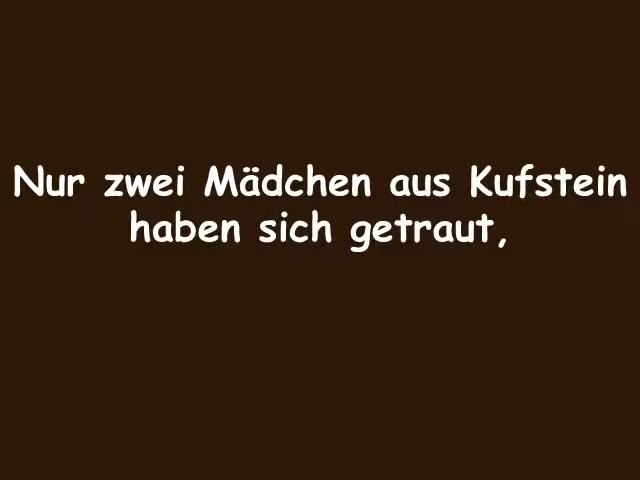 Nur zwei Mädchen aus Kufstein
haben sich getraut,